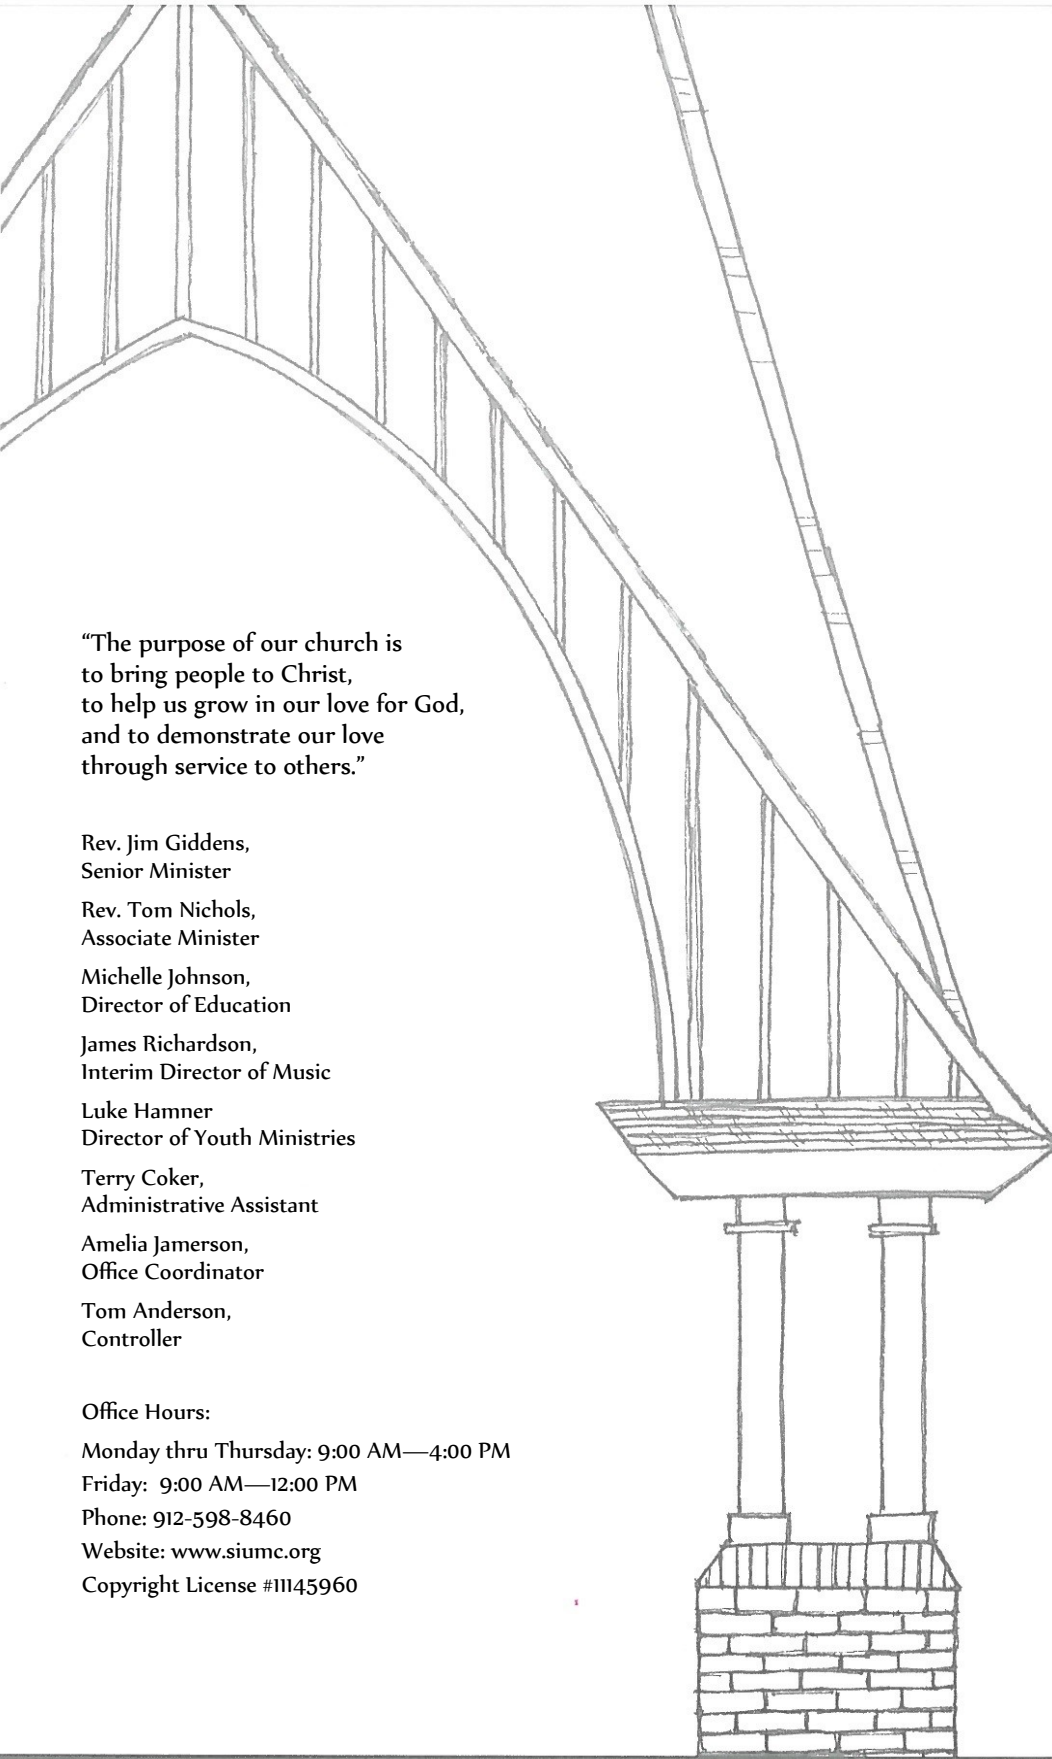 “The purpose of our church is
to bring people to Christ,
to help us grow in our love for God,
and to demonstrate our love
through service to others.”
Rev. Jim Giddens,
Senior Minister
Rev. Tom Nichols,
Associate Minister
Michelle Johnson,
Director of Education
James Richardson,
Interim Director of Music
Luke Hamner
Director of Youth Ministries
Terry Coker,
Administrative Assistant
Amelia Jamerson,
Office Coordinator
Tom Anderson,
Controller
Office Hours:
Monday thru Thursday: 9:00 AM—4:00 PM
Friday:  9:00 AM—12:00 PM
Phone: 912-598-8460
Website: www.siumc.org
Copyright License #11145960